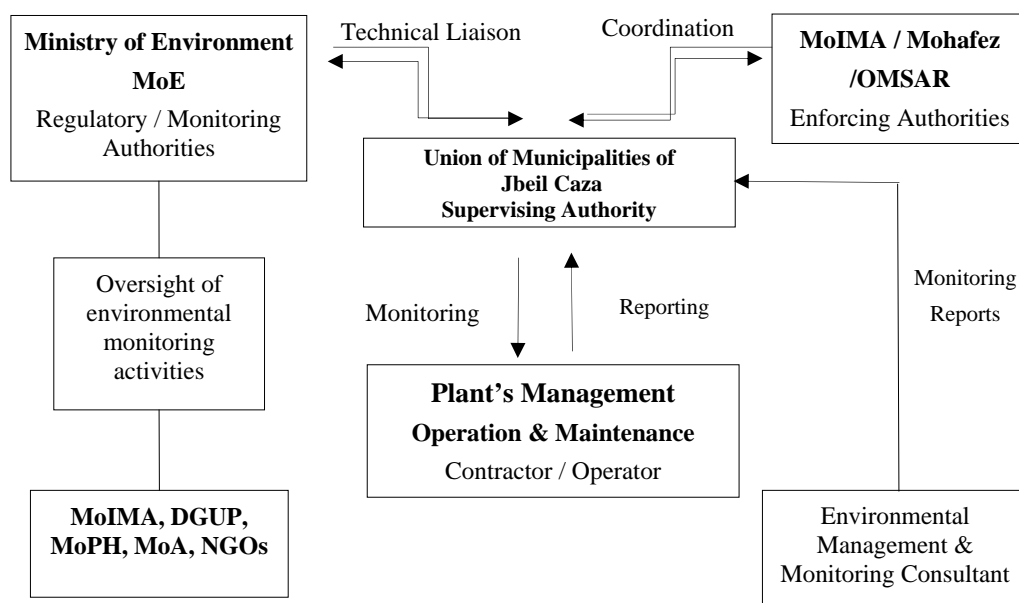 Ministry of Environment
MoE
Regulatory / Monitoring
Authorities
Technical Liaison
Coordination
MoIMA / Mohafez
/OMSAR
Enforcing Authorities
Union of Municipalities of
Jbeil Caza
Supervising Authority
Oversight of
environmental
monitoring
activities
Monitoring
Reporting
Monitoring
Reports
Plant’s Management
Operation & Maintenance
Contractor / Operator
MoIMA, DGUP,
MoPH, MoA, NGOs
Environmental
Management &
Monitoring Consultant